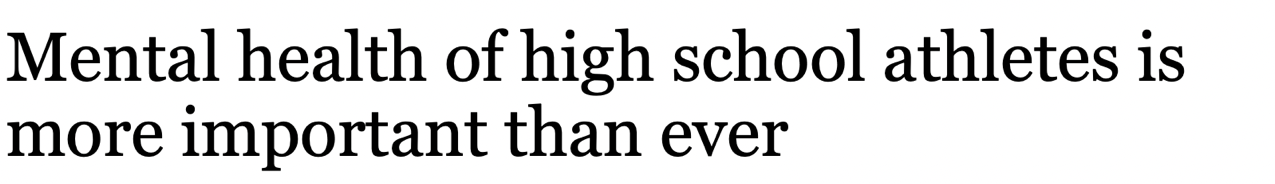 Mental health of high school athletes is
more important than ever